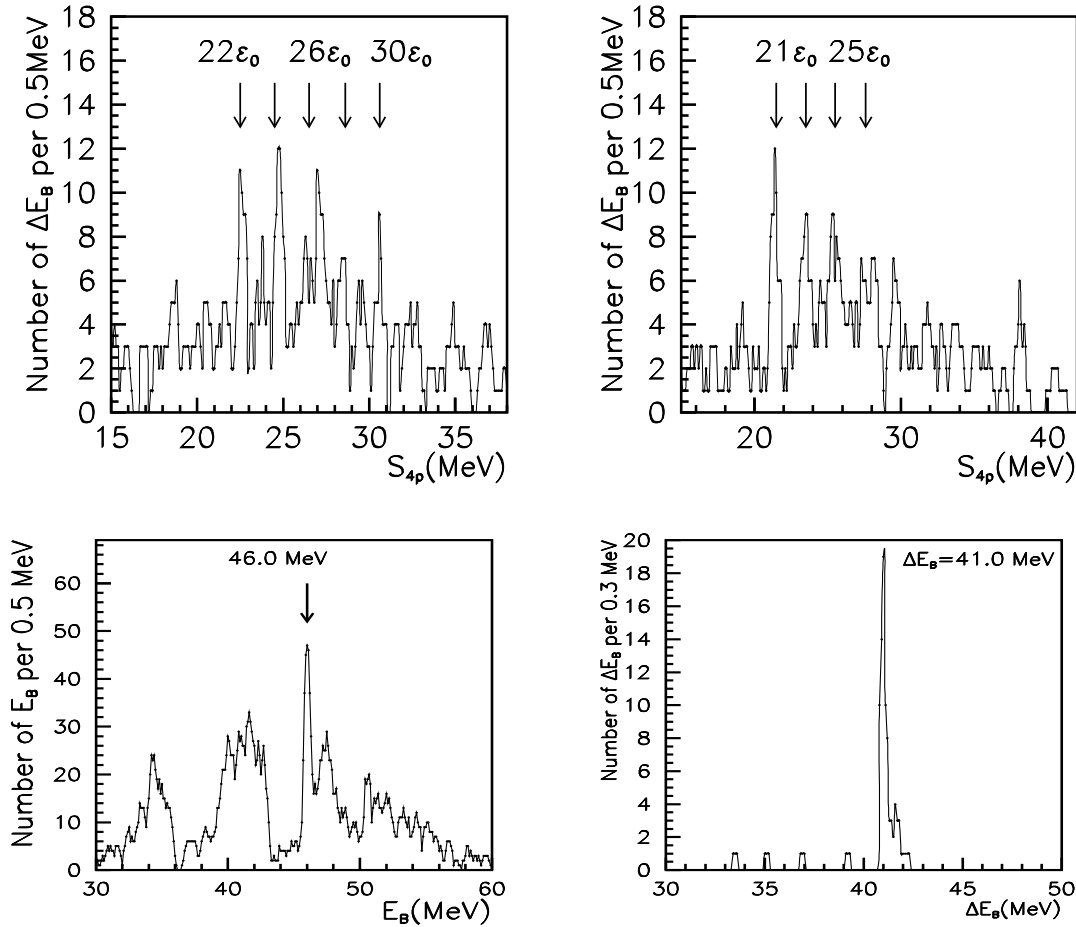 Number of ΔE_B per 0.5MeV
18
16
14
12
10
8
6
4
2
0
22ε₀ 26ε₀ 30ε₀
15 20 25 30 35
S₄ₚ(MeV)
Number of ΔE_B per 0.5MeV
18
16
14
12
10
8
6
4
2
0
21ε₀ 25ε₀
20 30 40
S₄ₚ(MeV)
Number of E_B per 0.5 MeV
60
50
40
30
20
10
0
46.0 MeV
30 40 50 60
E_B(MeV)
Number of ΔE_B per 0.3 MeV
20
18
16
14
12
10
8
6
4
2
0
ΔE_B=41.0 MeV
30 35 40 45 50
ΔE_B(MeV)